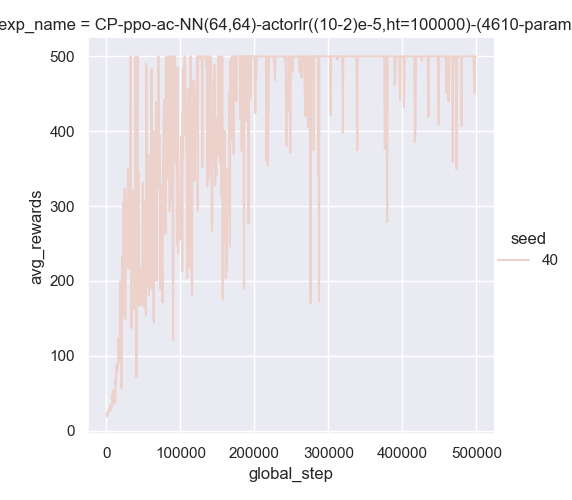 exp_name = CP-ppo-ac-NN(64,64)-actorlr((10-2)e-5,ht=100000)-(4610-param
500
400
300
200
100
0
avg_rewards
0 100000 200000 300000 400000 500000
global_step
seed
40